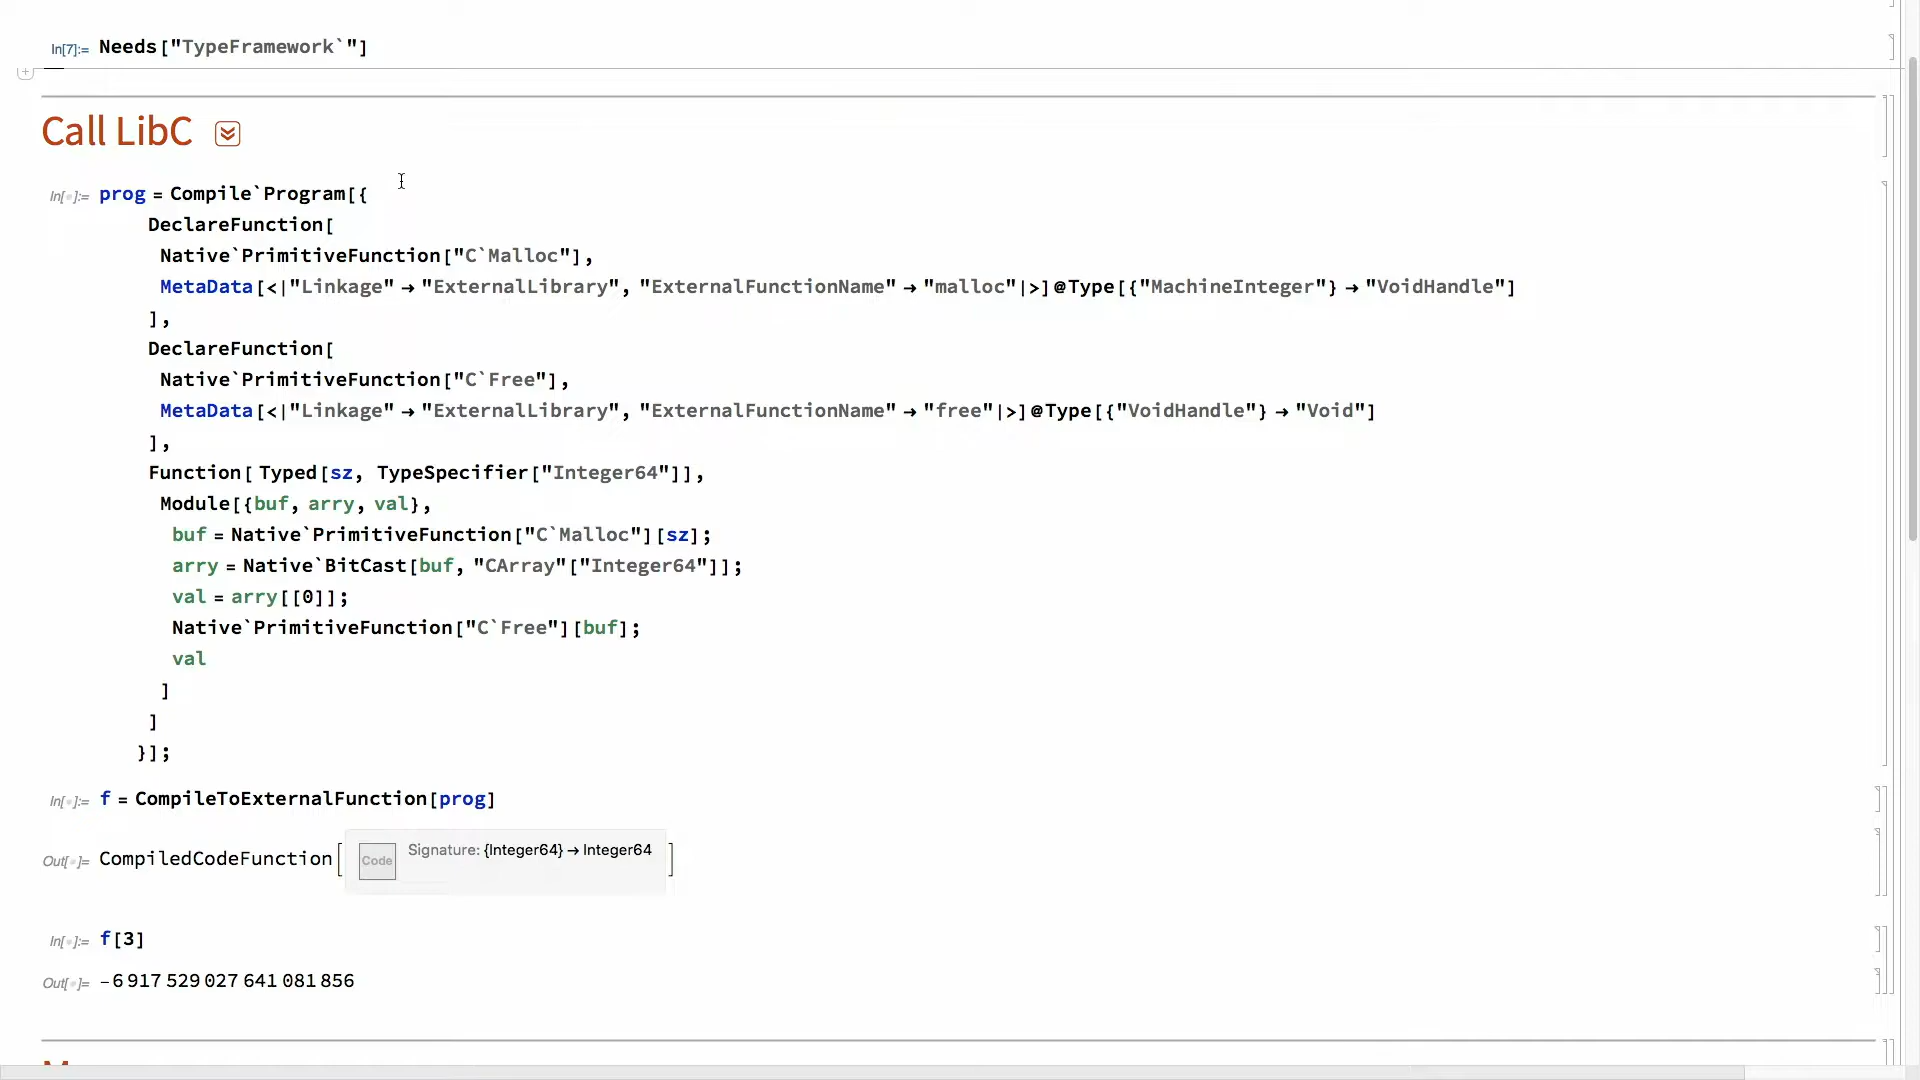 In[7]:= Needs["TypeFramework`"]
Call LibC
In[•]:= prog = Compile`Program[{
DeclareFunction[
Native`PrimitiveFunction["C`Malloc"],
MetaData[<|"Linkage" → "ExternalLibrary", "ExternalFunctionName" → "malloc"|>]@Type[{"MachineInteger"} → "VoidHandle"]
],
DeclareFunction[
Native`PrimitiveFunction["C`Free"],
MetaData[<|"Linkage" → "ExternalLibrary", "ExternalFunctionName" → "free"|>]@Type[{"VoidHandle"} → "Void"]
],
Function[ Typed[sz, TypeSpecifier["Integer64"]],
Module[{buf, arry, val},
buf = Native`PrimitiveFunction["C`Malloc"][sz];
arry = Native`BitCast[buf, "CArray"["Integer64"]];
val = arry[[0]];
Native`PrimitiveFunction["C`Free"][buf];
val
]
]
}];
In[•]:= f = CompileToExternalFunction[prog]
Out[•]= CompiledCodeFunction[ Code Signature: {Integer64} → Integer64 ]
In[•]:= f[3]
Out[•]= -6 917 529 027 641 081 856